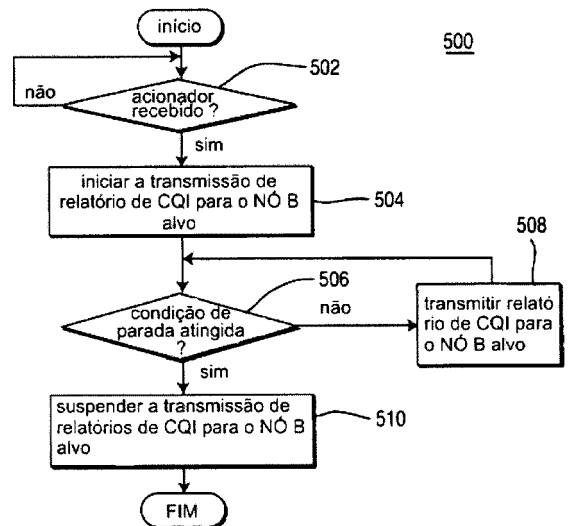 início
500
502
não
acionador
recebido ?
sim
iniciar a transmissão de
relatório de CQI para o NÓ B
alvo
504
508
506
condição de
parada atingida
?
não
transmitir relató
rio de CQI para
o NÓ B alvo
sim
suspender a transmissão de
relatórios de CQI para o NÓ B
alvo
510
FIM